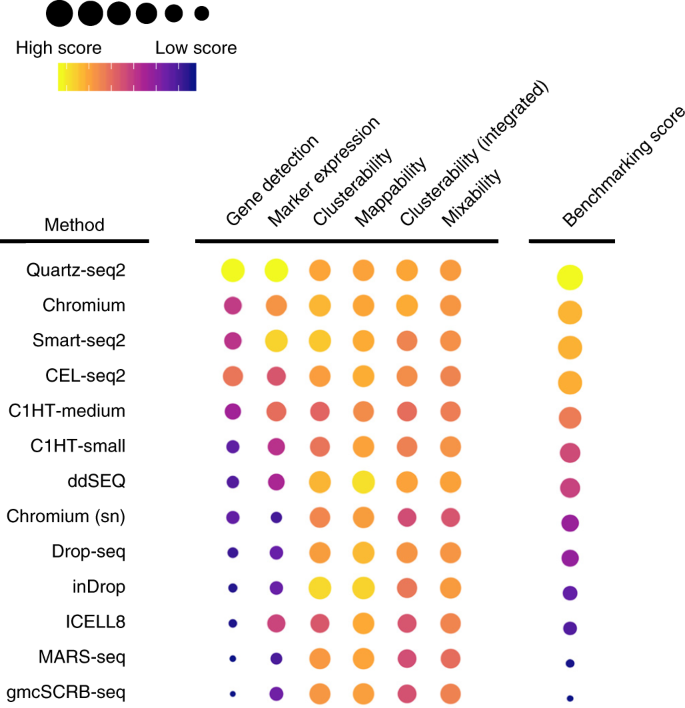 High score Low score
Gene detection
Marker expression
Clusterability
Mappability
Clusterability (integrated)
Mixability
Benchmarking score
Method
Quartz-seq2
Chromium
Smart-seq2
CEL-seq2
C1HT-medium
C1HT-small
ddSEQ
Chromium (sn)
Drop-seq
inDrop
ICELL8
MARS-seq
gmcSCRB-seq